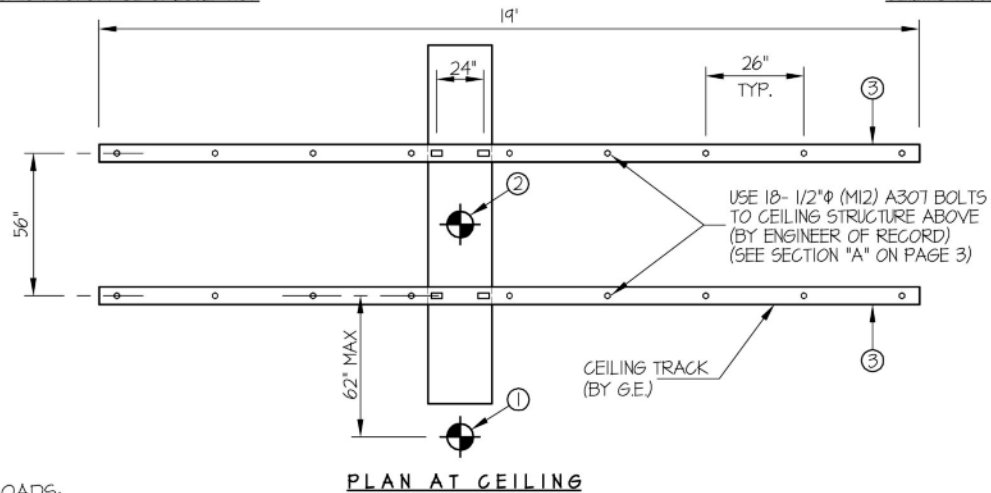 19'
24"
26"
TYP.
3
2
56"
USE 18- 1/2"Φ (M12) A307 BOLTS
TO CEILING STRUCTURE ABOVE
(BY ENGINEER OF RECORD)
(SEE SECTION "A" ON PAGE 3)
62" MAX
CEILING TRACK
(BY G.E.)
3
1
PLAN AT CEILING
OADS: